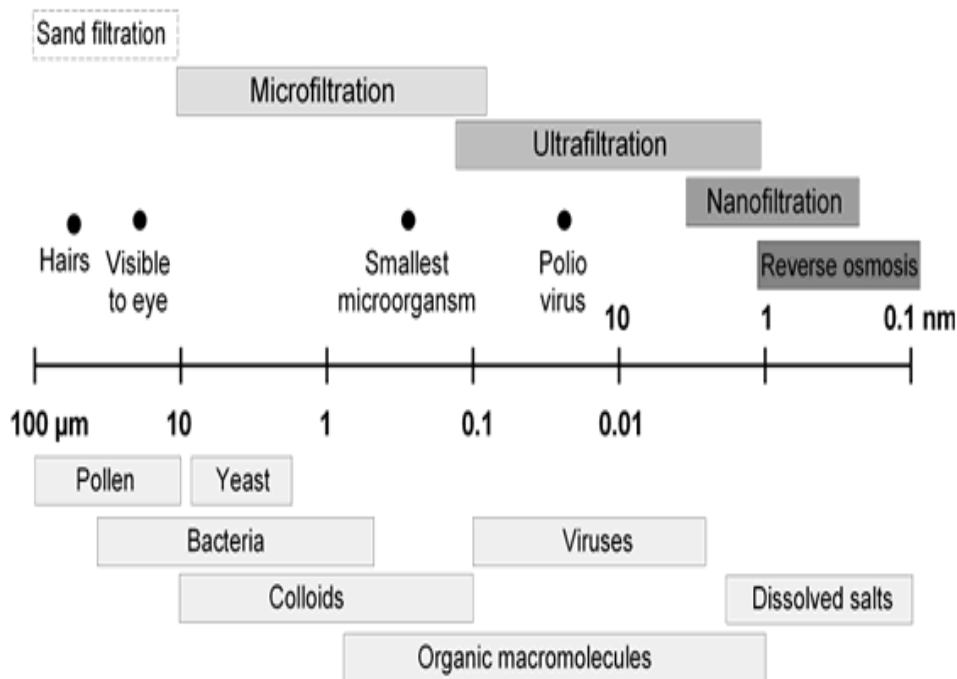 Sand filtration
Microfiltration
Ultrafiltration
Nanofiltration
Reverse osmosis
Hairs
Visible
to eye
Smallest
microorgansm
Polio
virus
10 1 0.1 nm
100 µm 10 1 0.1 0.01
Pollen Yeast
Bacteria Viruses
Colloids Dissolved salts
Organic macromolecules